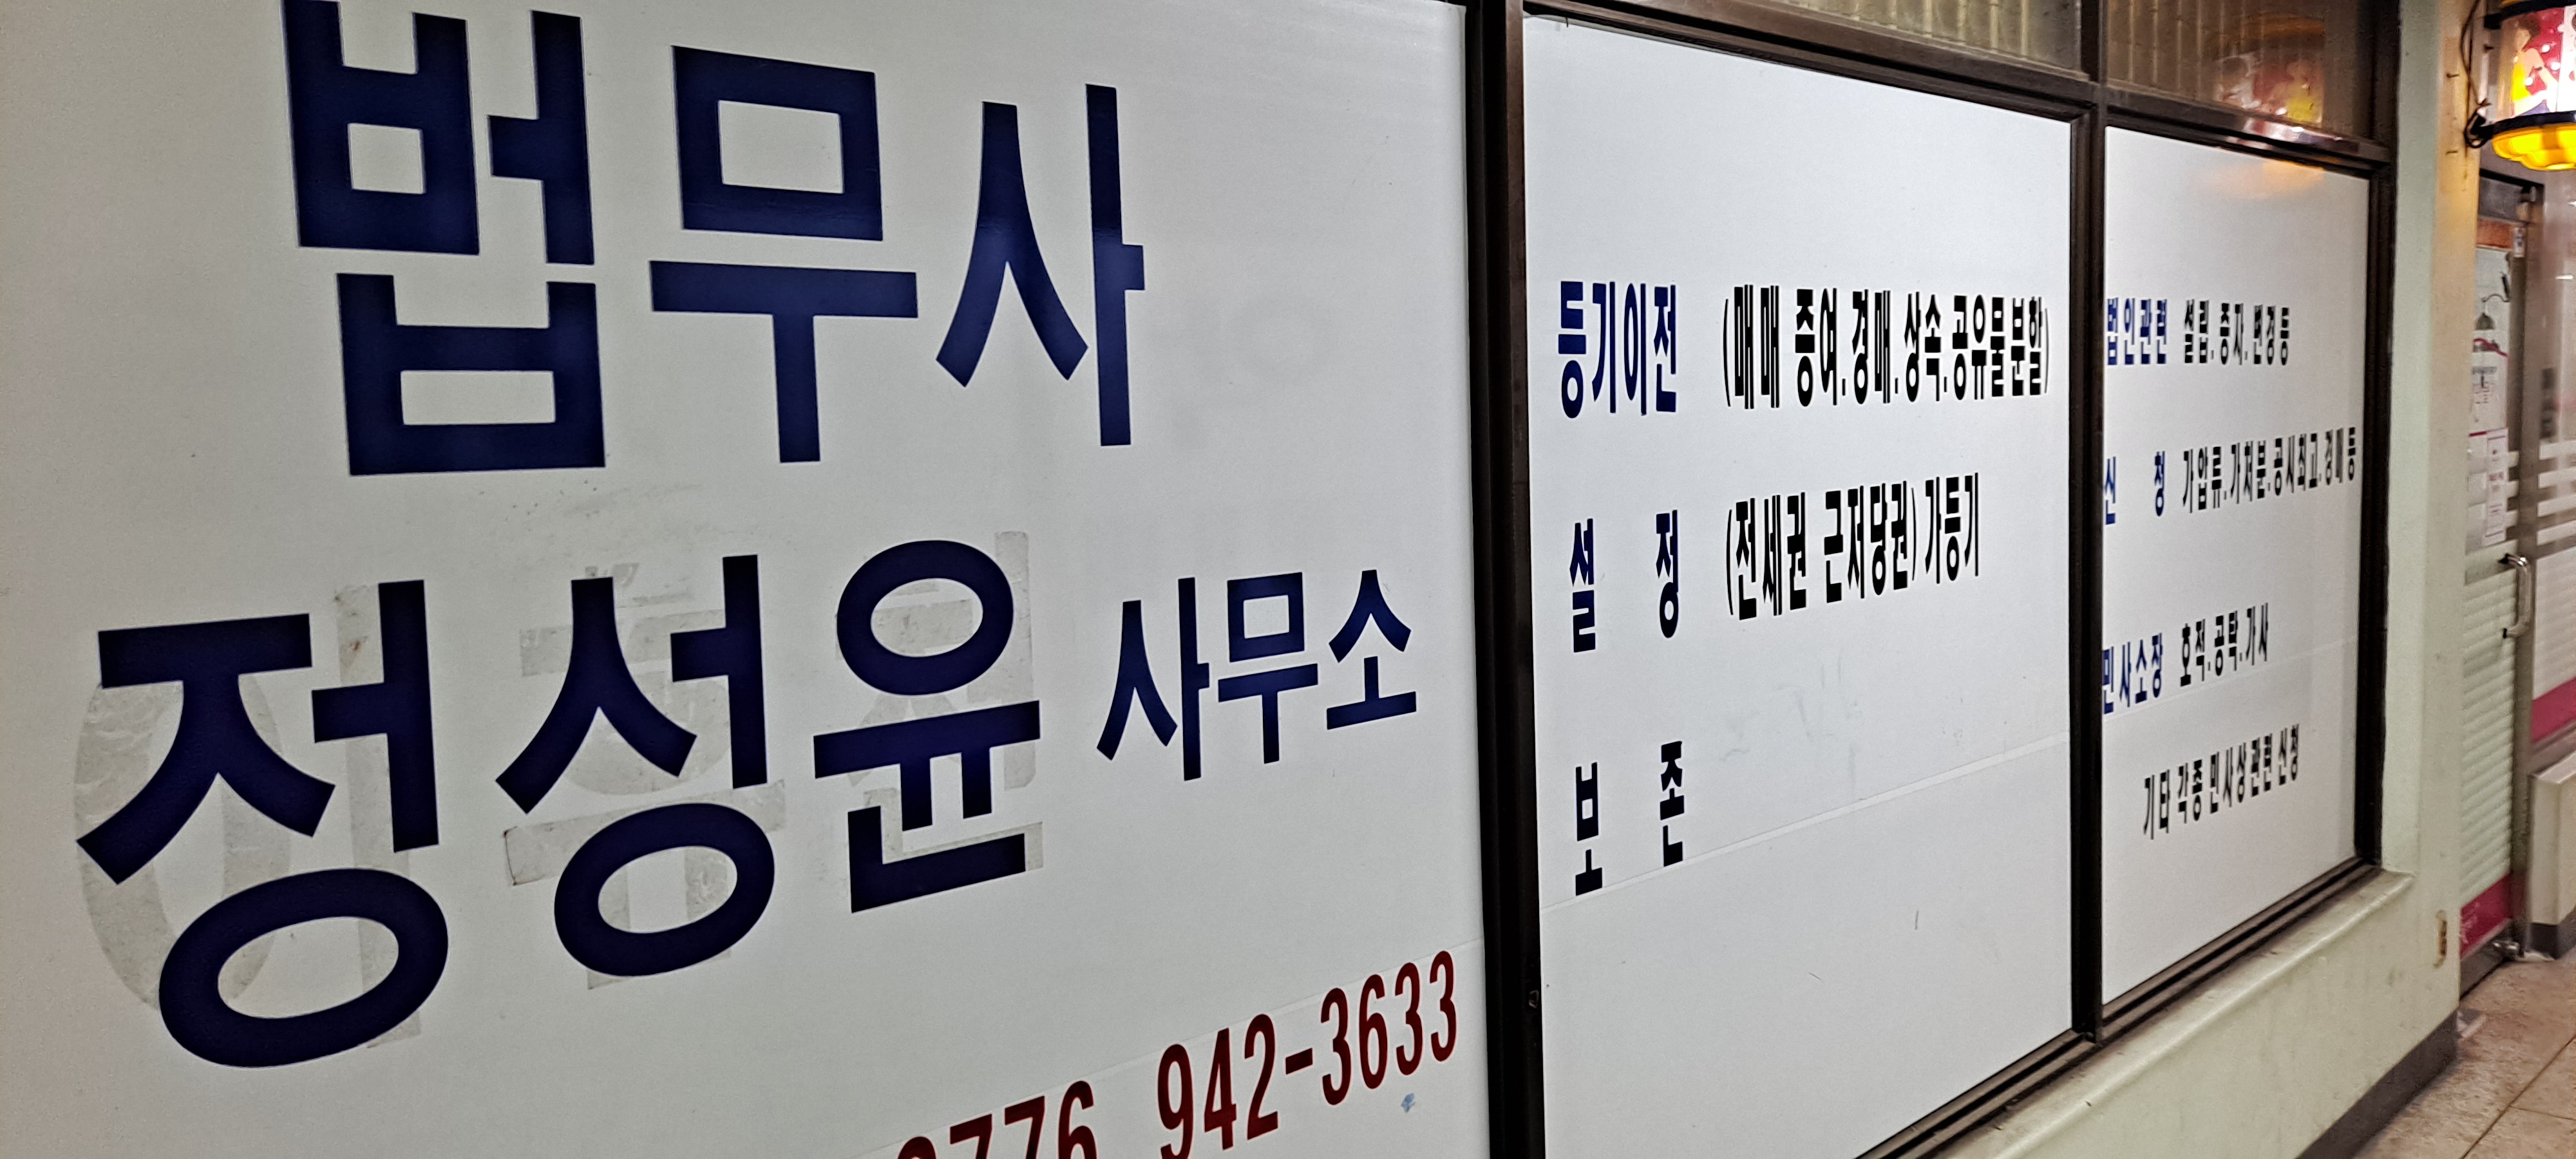 법무사
정성윤 사무소
776 942-3633
등기이전 (매매 증여.경매.상속.공유물분할)
설 정 (전세권 근저당권)가등기
보 존
법인관련 설립.증자.변경등
신 청 가압류.가처분.공시최고.경매등
민사소장 호적.공탁.가사
기타 각종 민사상 관련 신청